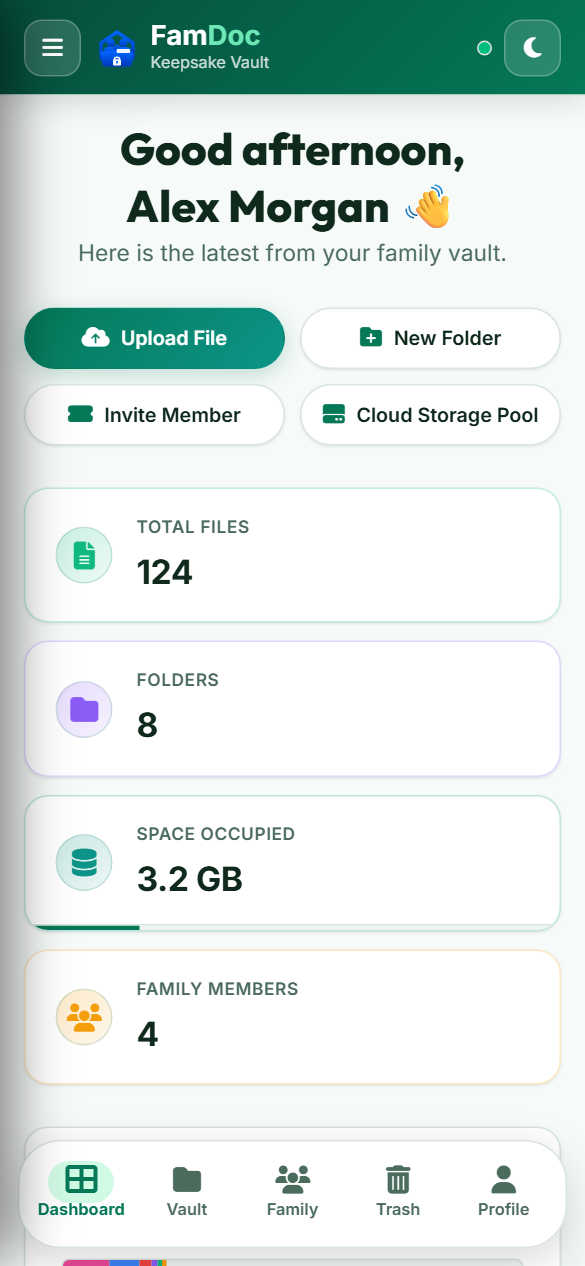 FamDoc
Keepsake Vault
Good afternoon,
Alex Morgan 👋
Here is the latest from your family vault.
Upload File
New Folder
Invite Member
Cloud Storage Pool
TOTAL FILES
124
FOLDERS
8
SPACE OCCUPIED
3.2 GB
FAMILY MEMBERS
4
Dashboard
Vault
Family
Trash
Profile